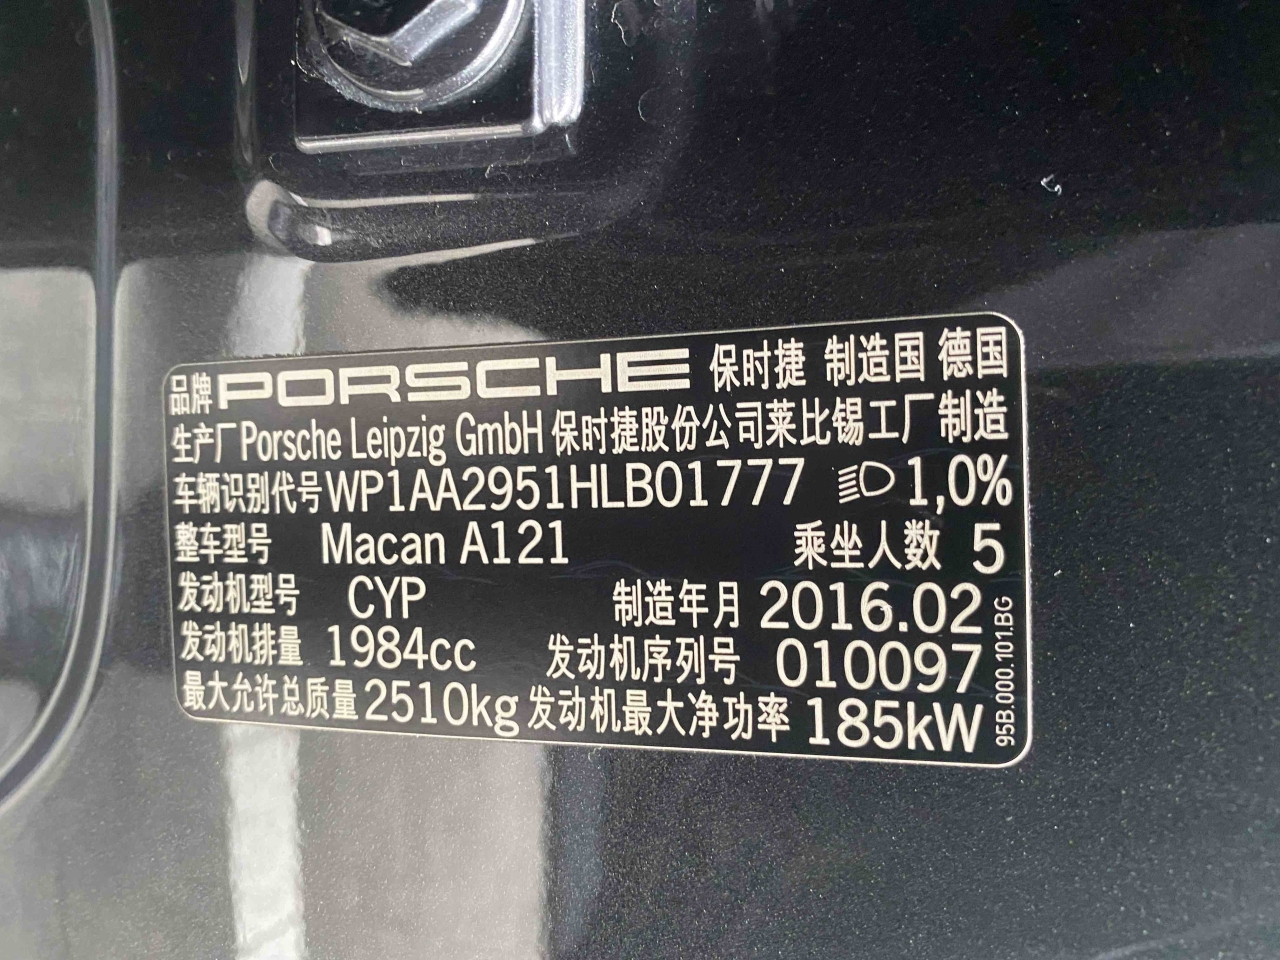 品牌 PORSCHE 保时捷 制造国 德国
生产厂 Porsche Leipzig GmbH 保时捷股份公司莱比锡工厂制造
车辆识别代号 WP1AA2951HLB01777 1,0%
整车型号 Macan A121 乘坐人数 5
发动机型号 CYP 制造年月 2016.02
发动机排量 1984cc 发动机序列号 010097
最大允许总质量 2510kg 发动机最大净功率 185kW
95B.000.101.BG